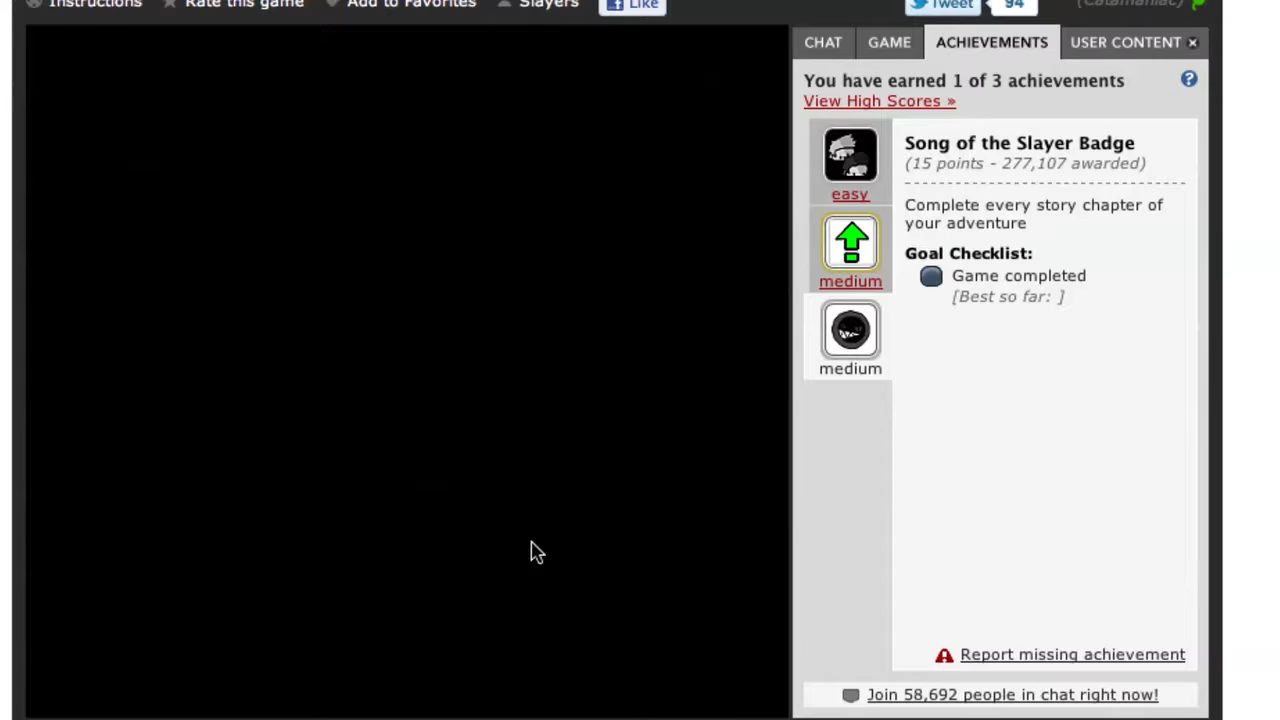 Instructions Rate this game Add to Favorites Slayers Like Tweet 94 (Catamaniac)
CHAT GAME ACHIEVEMENTS USER CONTENT ×
You have earned 1 of 3 achievements ?
View High Scores »
easy
medium
medium
Song of the Slayer Badge
(15 points - 277,107 awarded)
Complete every story chapter of
your adventure
Goal Checklist:
Game completed
[Best so far: ]
Report missing achievement
Join 58,692 people in chat right now!